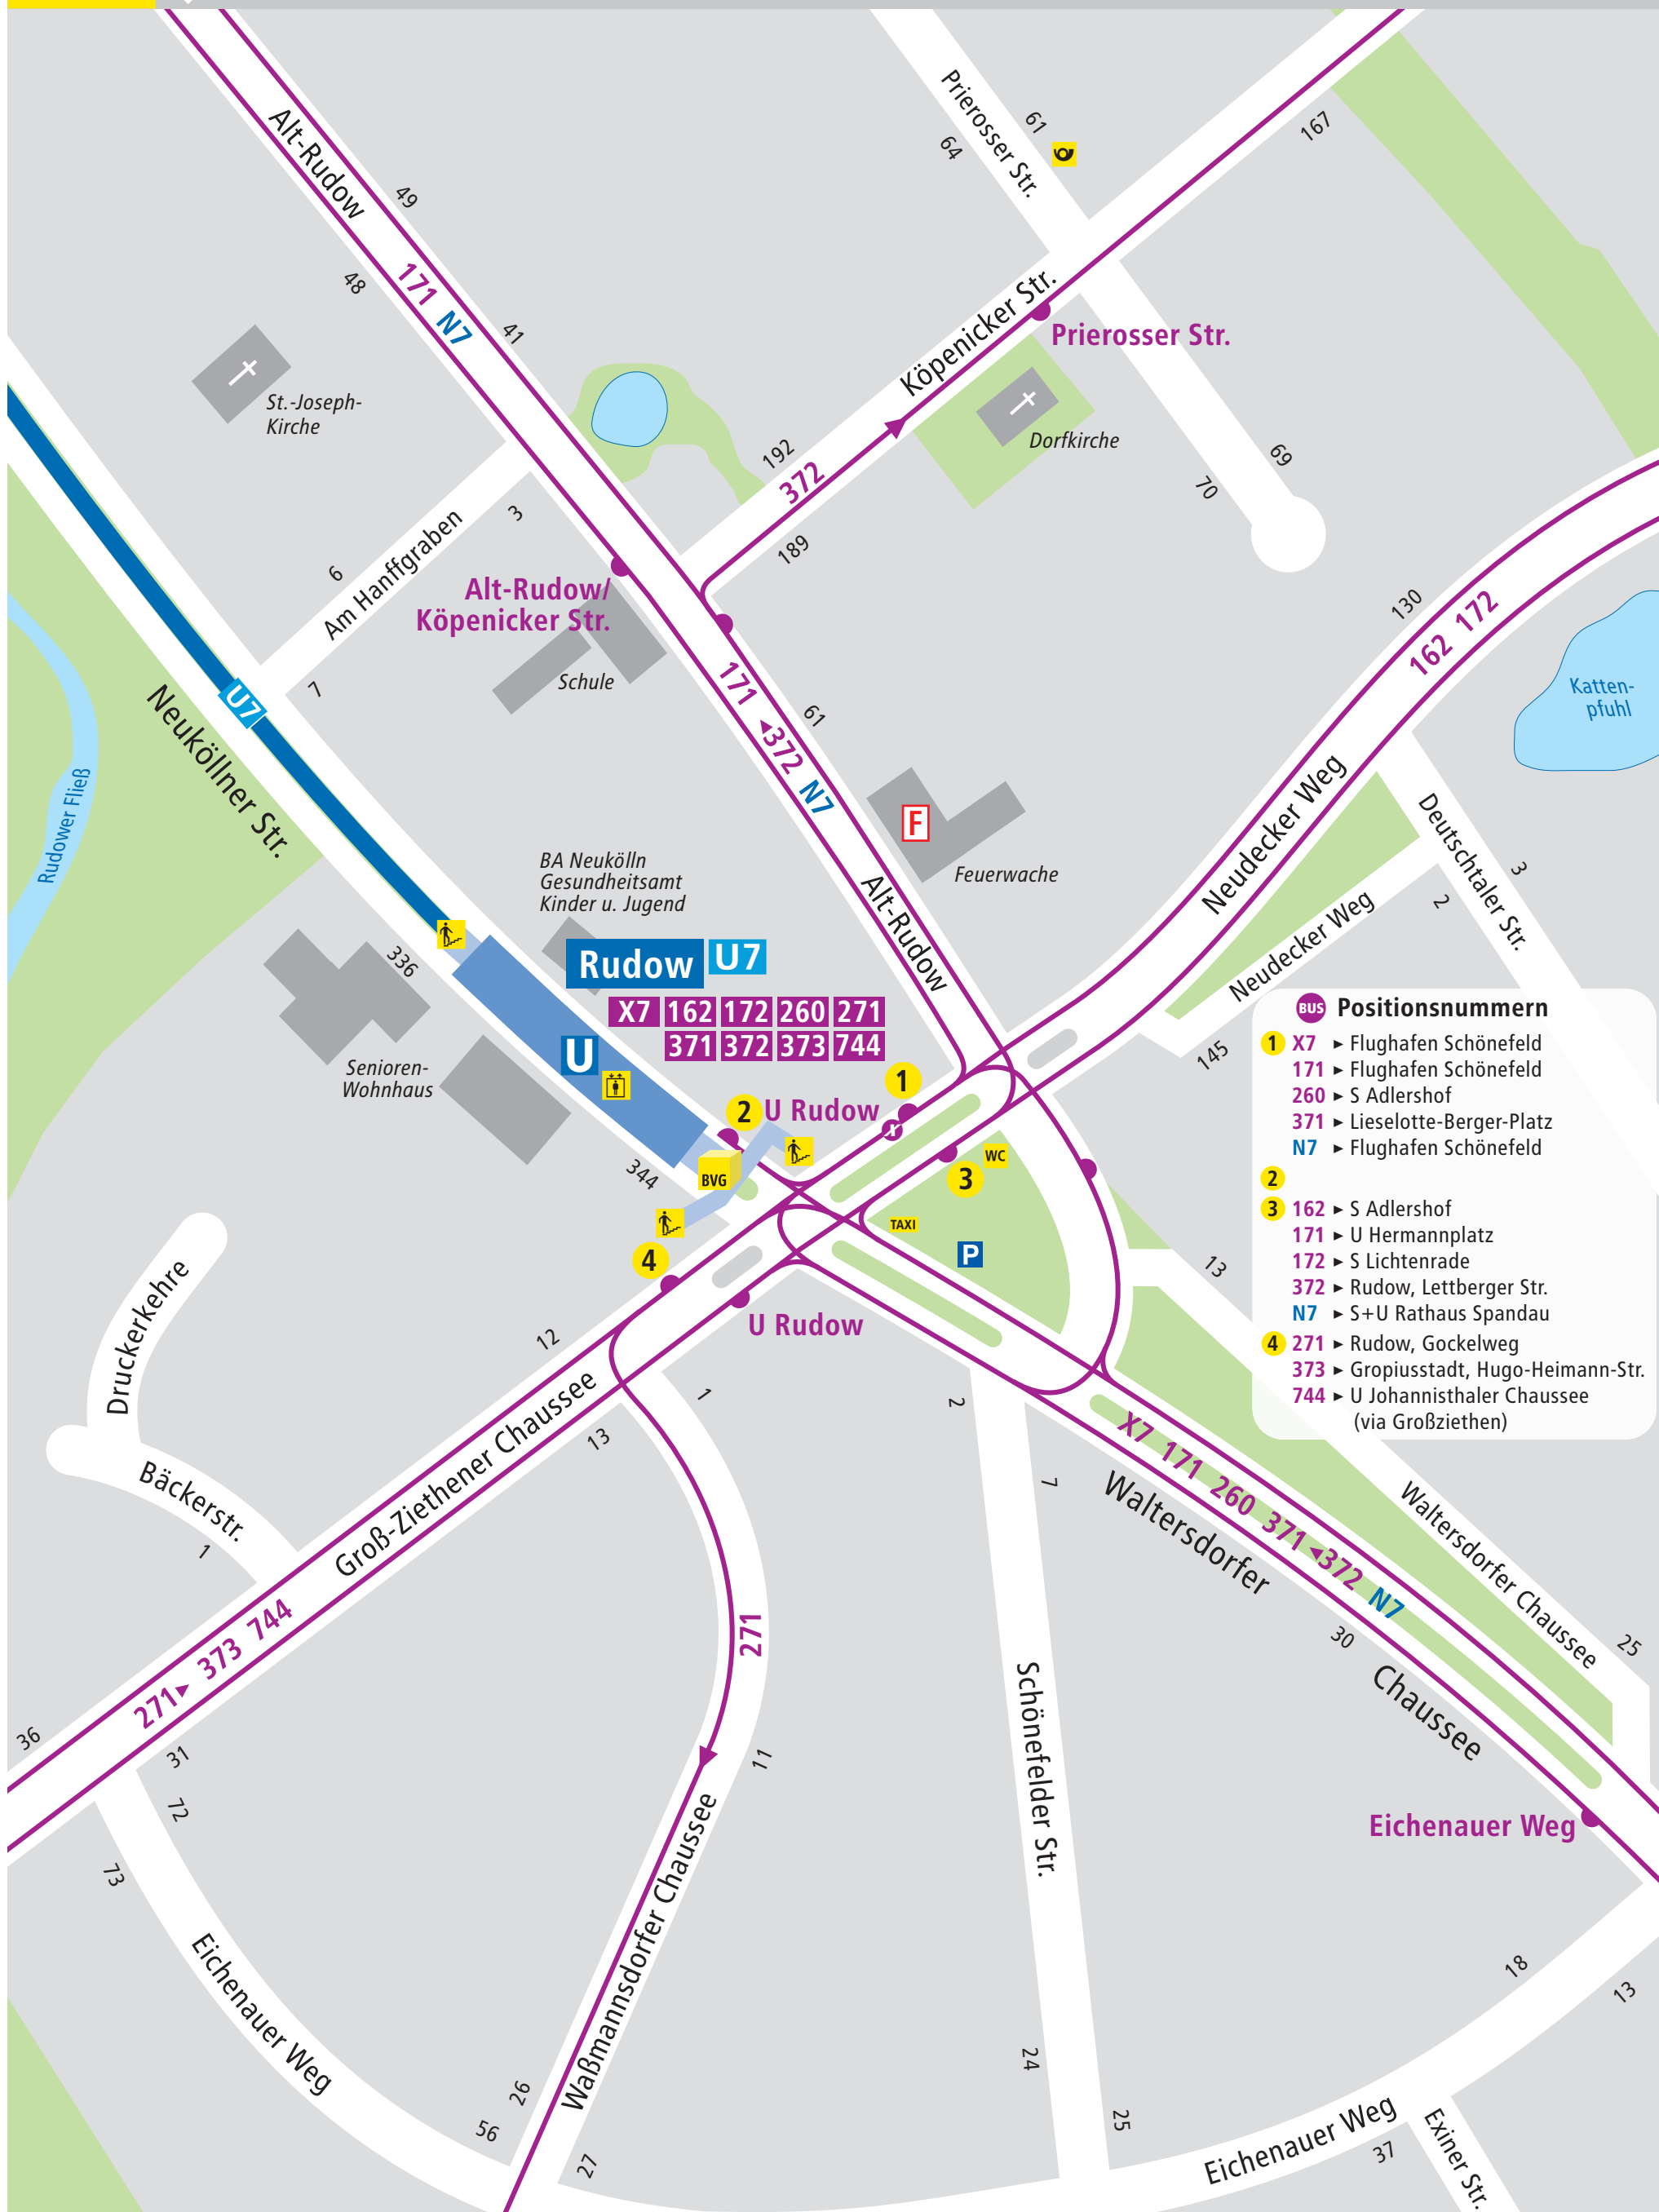 Alt-Rudow
49
48
171 N7
41
Prierosser Str.
61
64
167
Köpenicker Str.
Prierosser Str.
St.-Joseph-
Kirche
Dorfkirche
192
372
189
69
70
3
6
Am Hanffgraben
7
Alt-Rudow/
Köpenicker Str.
Schule
130
162 172
Katten-
pfuhl
U7
Neuköllner Str.
Rudower Fließ
171 ◄372 N7
61
F
Feuerwache
Alt-Rudow
Neudecker Weg
Deutschtaler Str.
3
2
Neudecker Weg
145
BA Neukölln
Gesundheitsamt
Kinder u. Jugend
336
Rudow U7
X7 162 172 260 271
371 372 373 744
U
Senioren-
Wohnhaus
1
2
U Rudow
X
3
WC
BVG
344
TAXI
P
4
U Rudow
13
BUS Positionsnummern
1 X7 ► Flughafen Schönefeld
171 ► Flughafen Schönefeld
260 ► S Adlershof
371 ► Lieselotte-Berger-Platz
N7 ► Flughafen Schönefeld
2
3 162 ► S Adlershof
171 ► U Hermannplatz
172 ► S Lichtenrade
372 ► Rudow, Lettberger Str.
N7 ► S+U Rathaus Spandau
4 271 ► Rudow, Gockelweg
373 ► Gropiusstadt, Hugo-Heimann-Str.
744 ► U Johannisthaler Chaussee
(via Großziethen)
Druckerkehre
12
Bäckerstr.
1
Groß-Ziethener Chaussee
13
1
2
7
X7 171 260 371 ◄372 N7
Waltersdorfer
Chaussee
Waltersdorfer Chaussee
25
30
271► 373 744
271
36
31
72
73
11
Schönefelder Str.
Eichenauer Weg
Waßmannsdorfer Chaussee
Eichenauer Weg
26
56
27
24
25
18
13
Eichenauer Weg
37
Exiner Str.